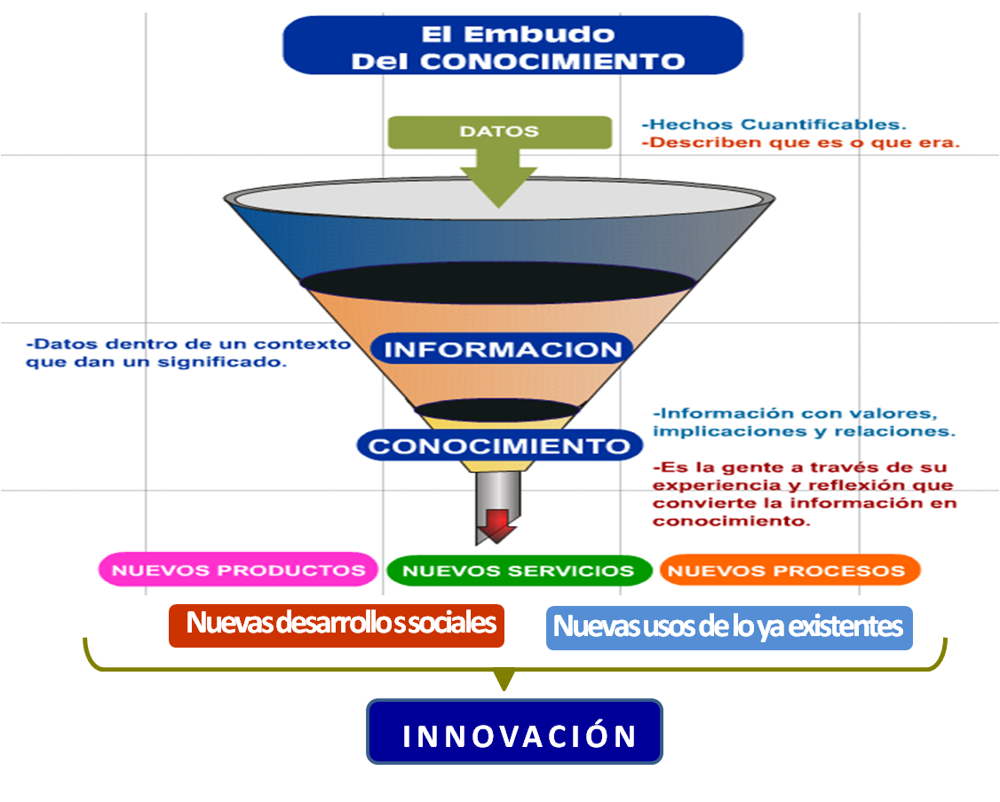 El Embudo
Del CONOCIMIENTO
DATOS
-Hechos Cuantificables.
-Describen que es o que era.
-Datos dentro de un contexto
que dan un significado.
INFORMACION
CONOCIMIENTO
-Información con valores,
implicaciones y relaciones.
-Es la gente a través de su
experiencia y reflexión que
convierte la información en
conocimiento.
NUEVOS PRODUCTOS
NUEVOS SERVICIOS
NUEVOS PROCESOS
Nuevas desarrollos sociales
Nuevas usos de lo ya existentes
INNOVACIÓN